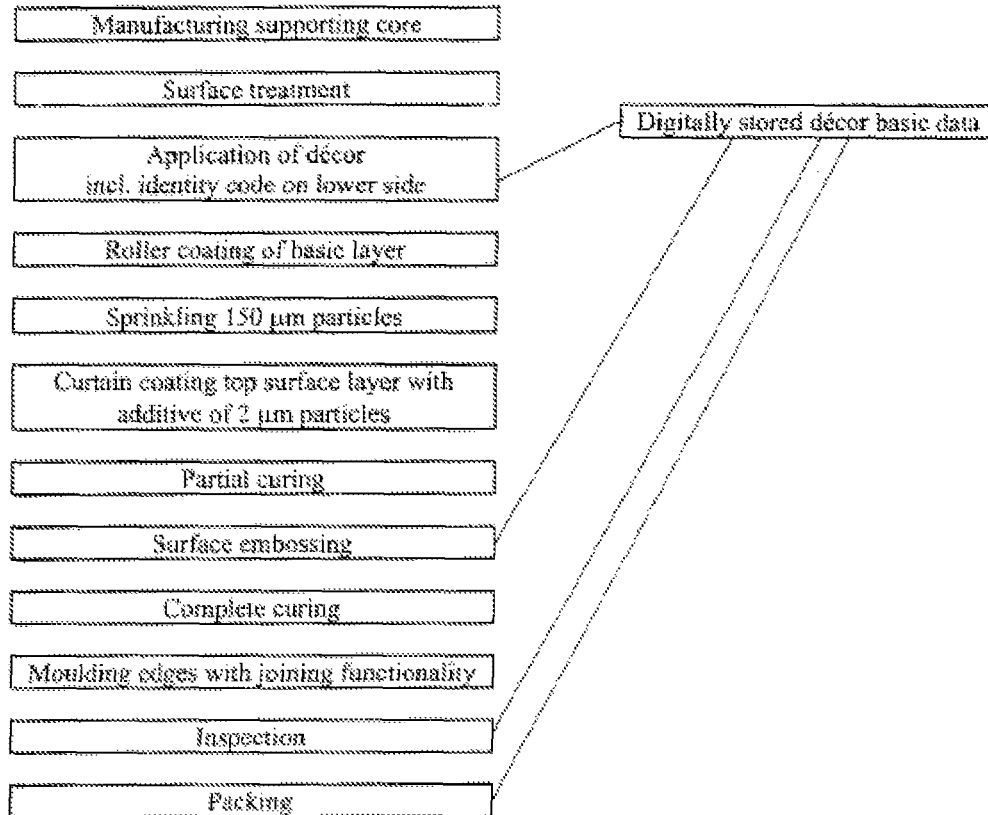 Manufacturing supporting core
Surface treatment
Digitally stored décor basic data
Application of décor
incl. identity code on lower side
Roller coating of basic layer
Sprinkling 150 μm particles
Curtain coating top surface layer with
additive of 2 μm particles
Partial curing
Surface embossing
Complete curing
Moulding edges with joining functionality
Inspection
Packing